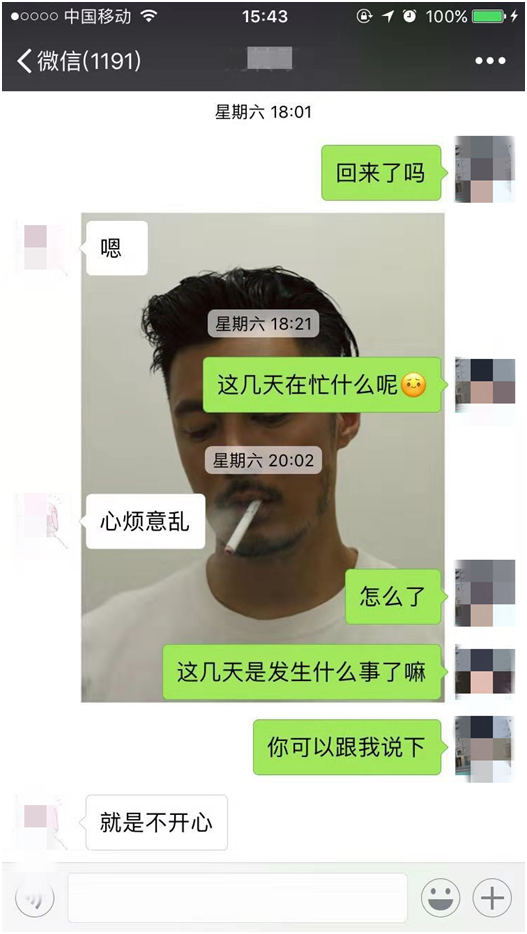 中国移动 15:43 100%
微信(1191)
星期六 18:01
回来了吗
嗯
星期六 18:21
这几天在忙什么呢
星期六 20:02
心烦意乱
怎么了
这几天是发生什么事了嘛
你可以跟我说下
就是不开心